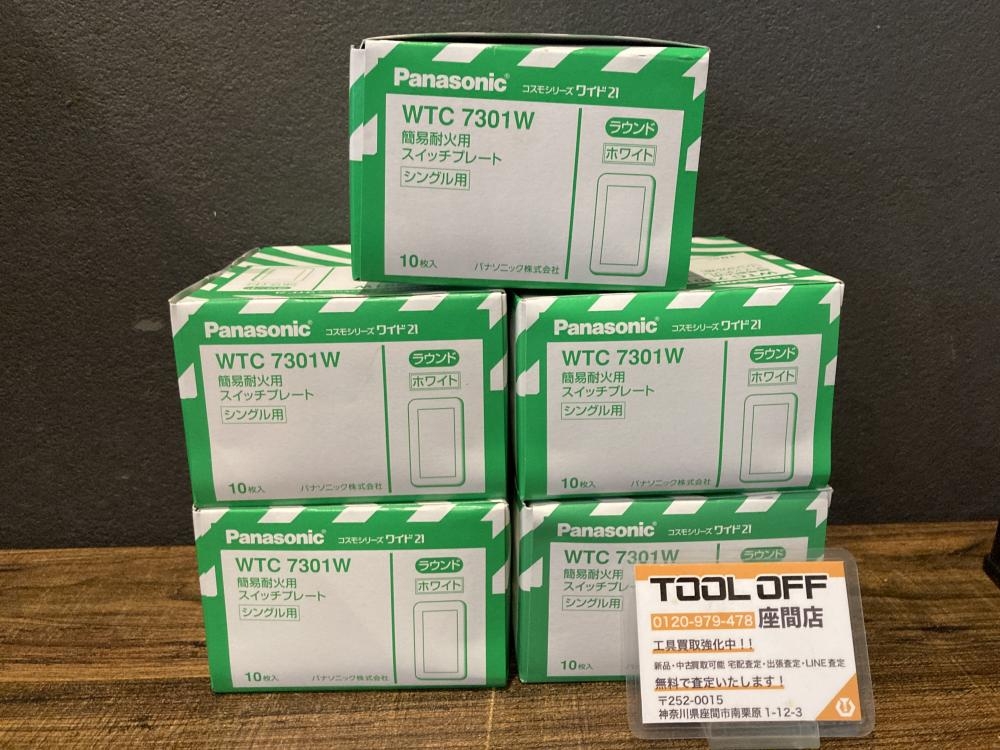 Panasonic コスモシリーズ ワイド21
WTC 7301W
ラウンド
簡易耐火用
スイッチプレート
ホワイト
シングル用
10枚入
パナソニック株式会社
Panasonic コスモシリーズ ワイド21
WTC 7301W
ラウンド
簡易耐火用
スイッチプレート
ホワイト
シングル用
10枚入
パナソニック株式会社
Panasonic コスモシリーズ ワイド21
WTC 7301W
ラウンド
簡易耐火用
スイッチプレート
ホワイト
シングル用
10枚入
パナソニック株式会社
Panasonic コスモシリーズ ワイド21
WTC 7301W
ラウンド
簡易耐火用
スイッチプレート
ホワイト
シングル用
10枚入
パナソニック株式会社
Panasonic コスモシリーズ ワイド21
WTC 7301W
ラウンド
簡易耐火用
スイッチプレ
シングル用
10枚入
TOOL OFF
0120-979-478 座間店
工具買取強化中!!
新品・中古買取可能 宅配査定・出張査定・LINE査定
無料で査定いたします!
〒252-0015
神奈川県座間市南栗原 1-12-3